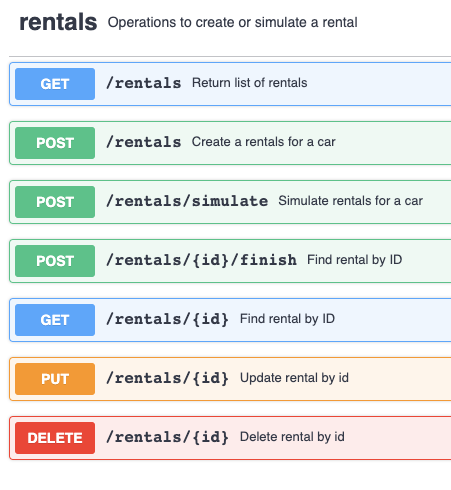 rentals Operations to create or simulate a rental
GET /rentals Return list of rentals
POST /rentals Create a rentals for a car
POST /rentals/simulate Simulate rentals for a car
POST /rentals/{id}/finish Find rental by ID
GET /rentals/{id} Find rental by ID
PUT /rentals/{id} Update rental by id
DELETE /rentals/{id} Delete rental by id